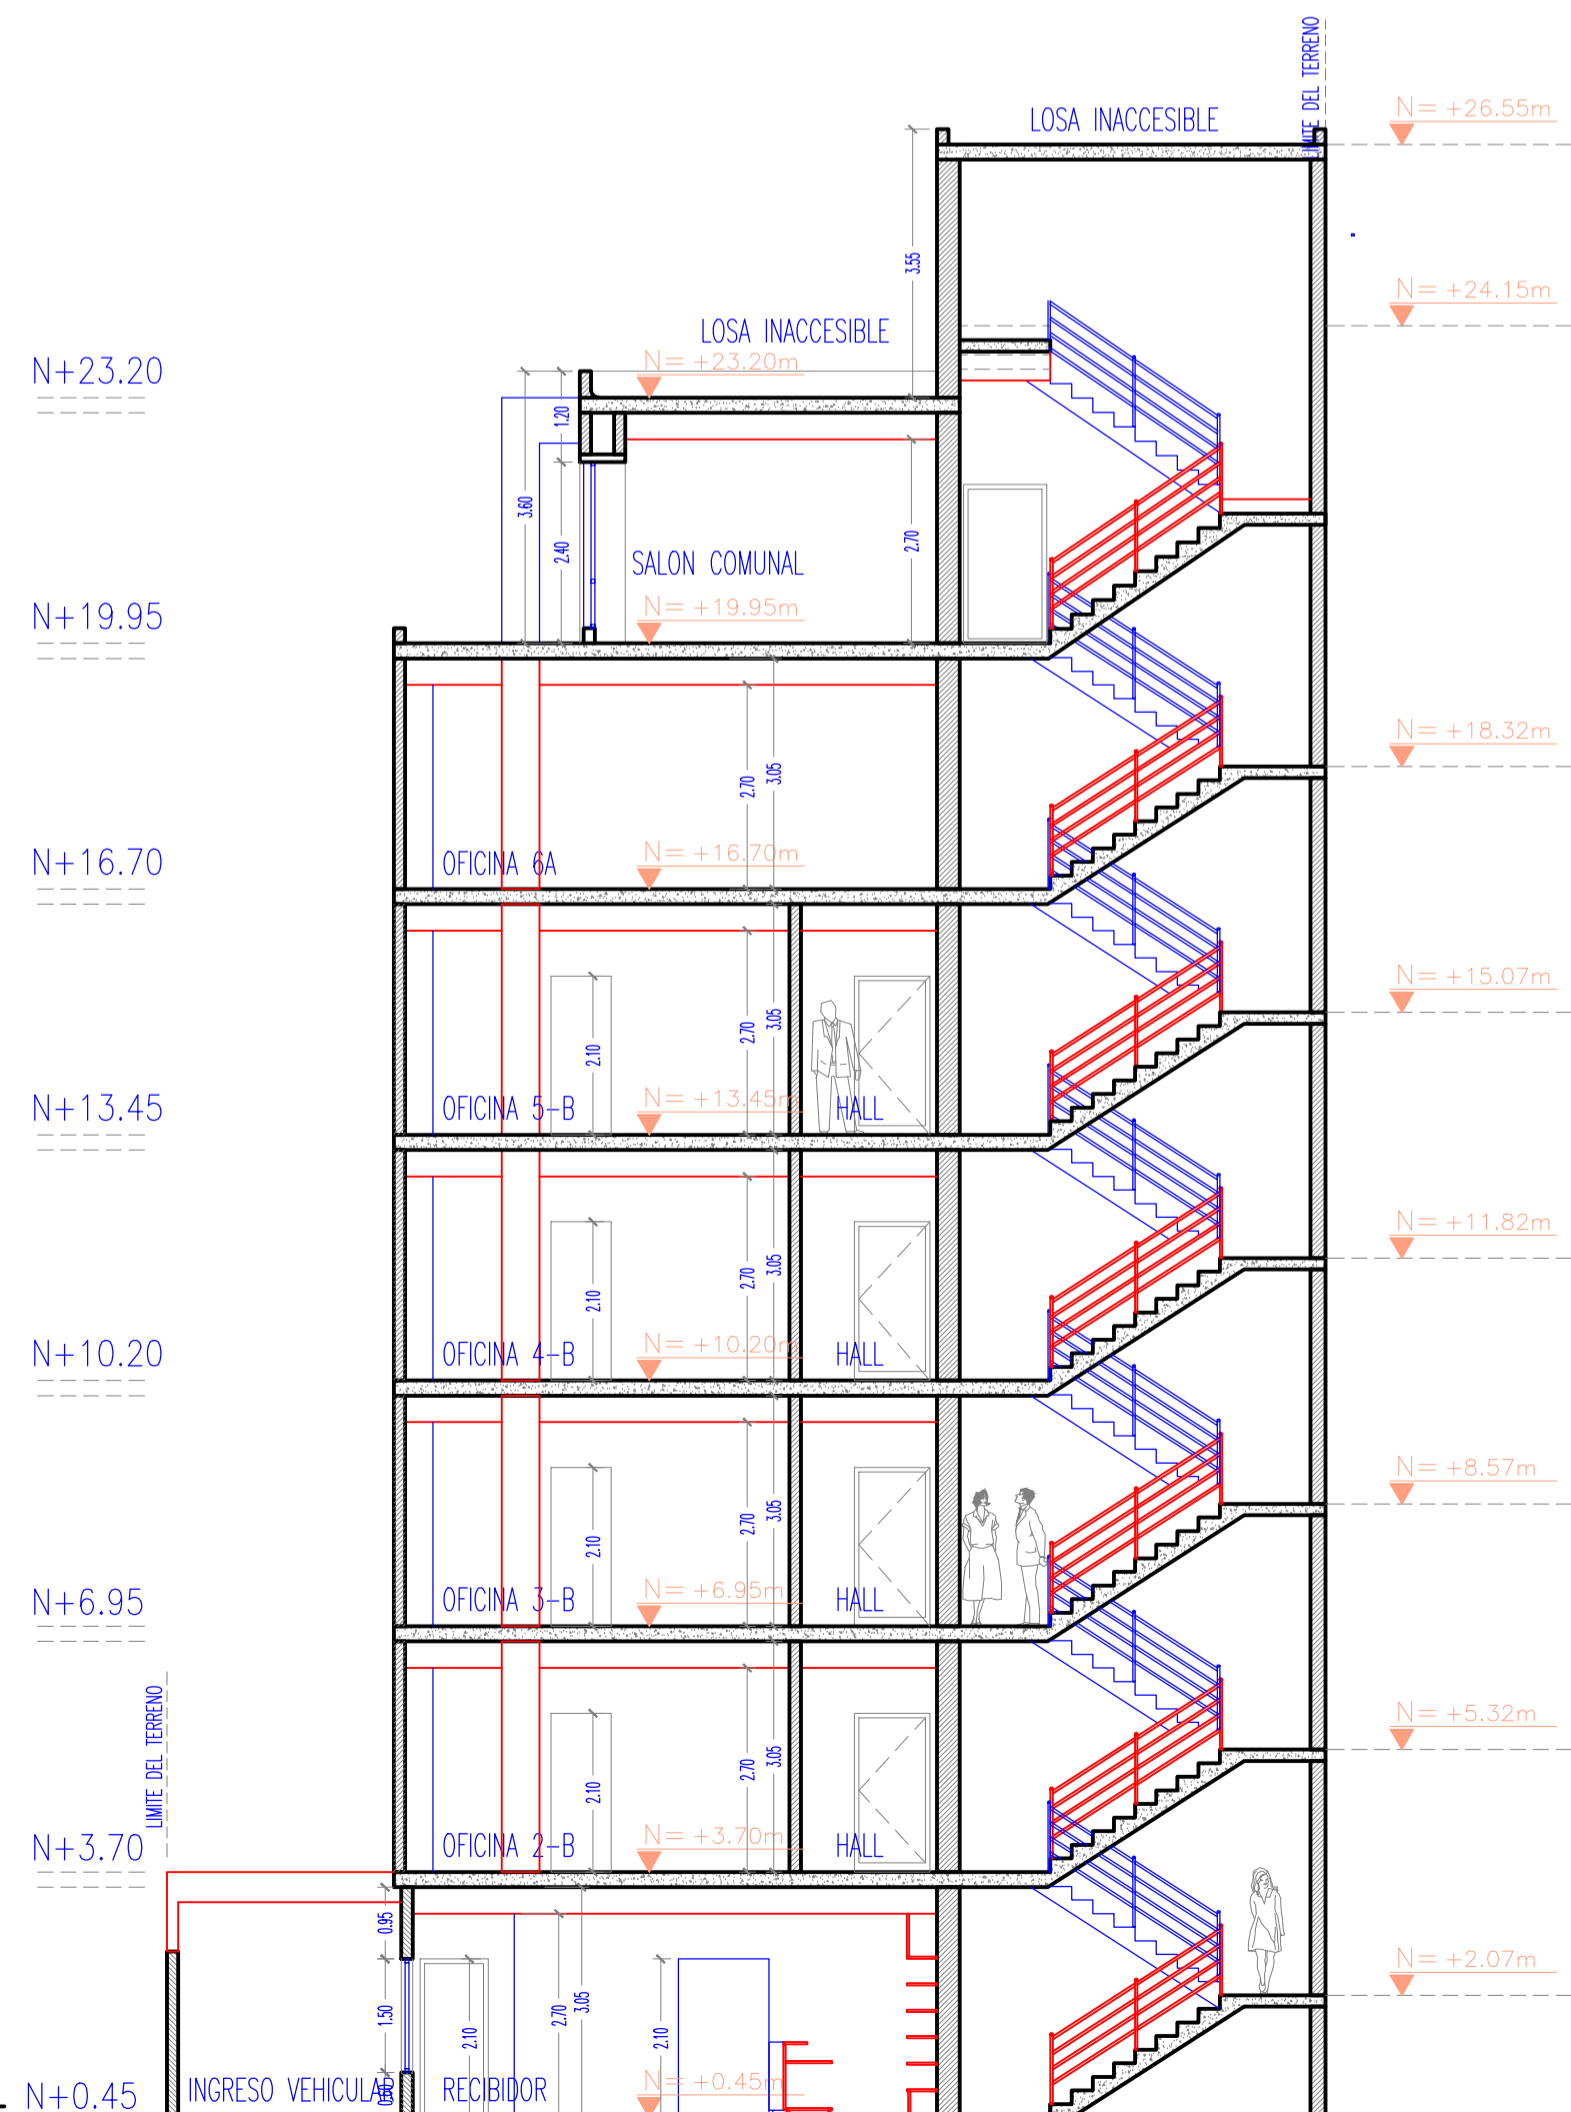 LIMITE DEL TERRENO
N= +26.55m
LOSA INACCESIBLE
3.55
N= +24.15m
LOSA INACCESIBLE
N+23.20
N= +23.20m
1.20
3.60
2.40
2.70
SALON COMUNAL
N+19.95
N= +19.95m
N= +18.32m
2.70
3.05
N+16.70
OFICINA 6A
N= +16.70m
N= +15.07m
2.10
2.70
3.05
N+13.45
OFICINA 5-B
N= +13.45m
HALL
N= +11.82m
2.10
2.70
3.05
N+10.20
OFICINA 4-B
N= +10.20m
HALL
N= +8.57m
2.10
2.70
3.05
N+6.95
OFICINA 3-B
N= +6.95m
HALL
N= +5.32m
LIMITE DEL TERRENO
2.10
2.70
3.05
N+3.70
OFICINA 2-B
N= +3.70m
HALL
0.95
N= +2.07m
1.50
2.10
2.70
3.05
2.10
N+0.45
INGRESO VEHICULAR
RECIBIDOR
N= +0.45m